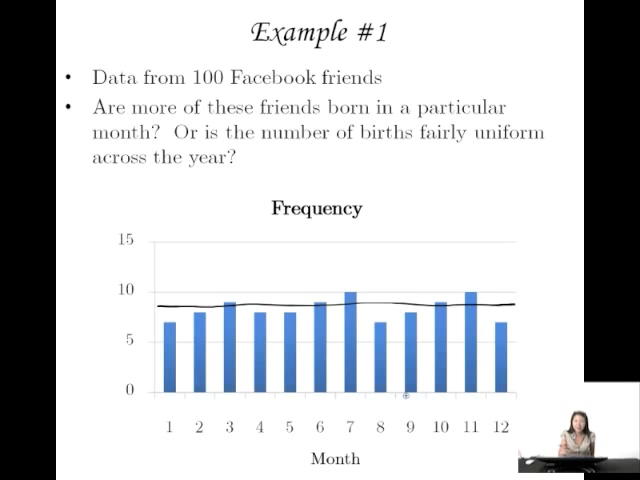 Example #1
• Data from 100 Facebook friends
• Are more of these friends born in a particular
month? Or is the number of births fairly uniform
across the year?
Frequency
15
10
5
0
1 2 3 4 5 6 7 8 9 10 11 12
Month